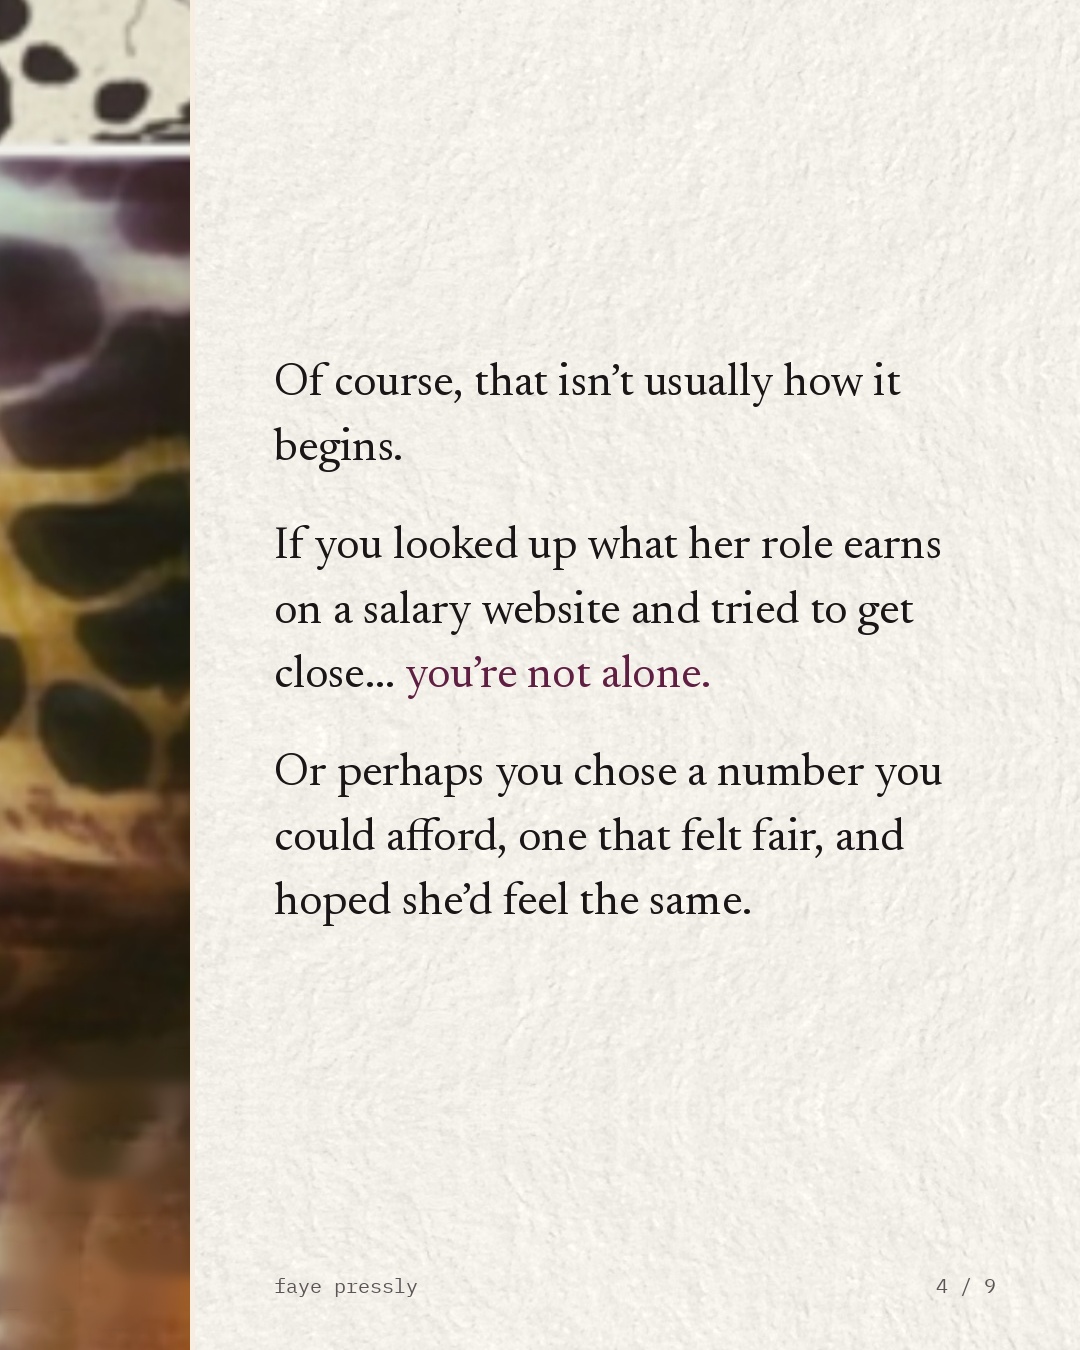 Of course, that isn’t usually how it
begins.
If you looked up what her role earns
on a salary website and tried to get
close... you’re not alone.
Or perhaps you chose a number you
could afford, one that felt fair, and
hoped she’d feel the same.
faye pressly
4 / 9